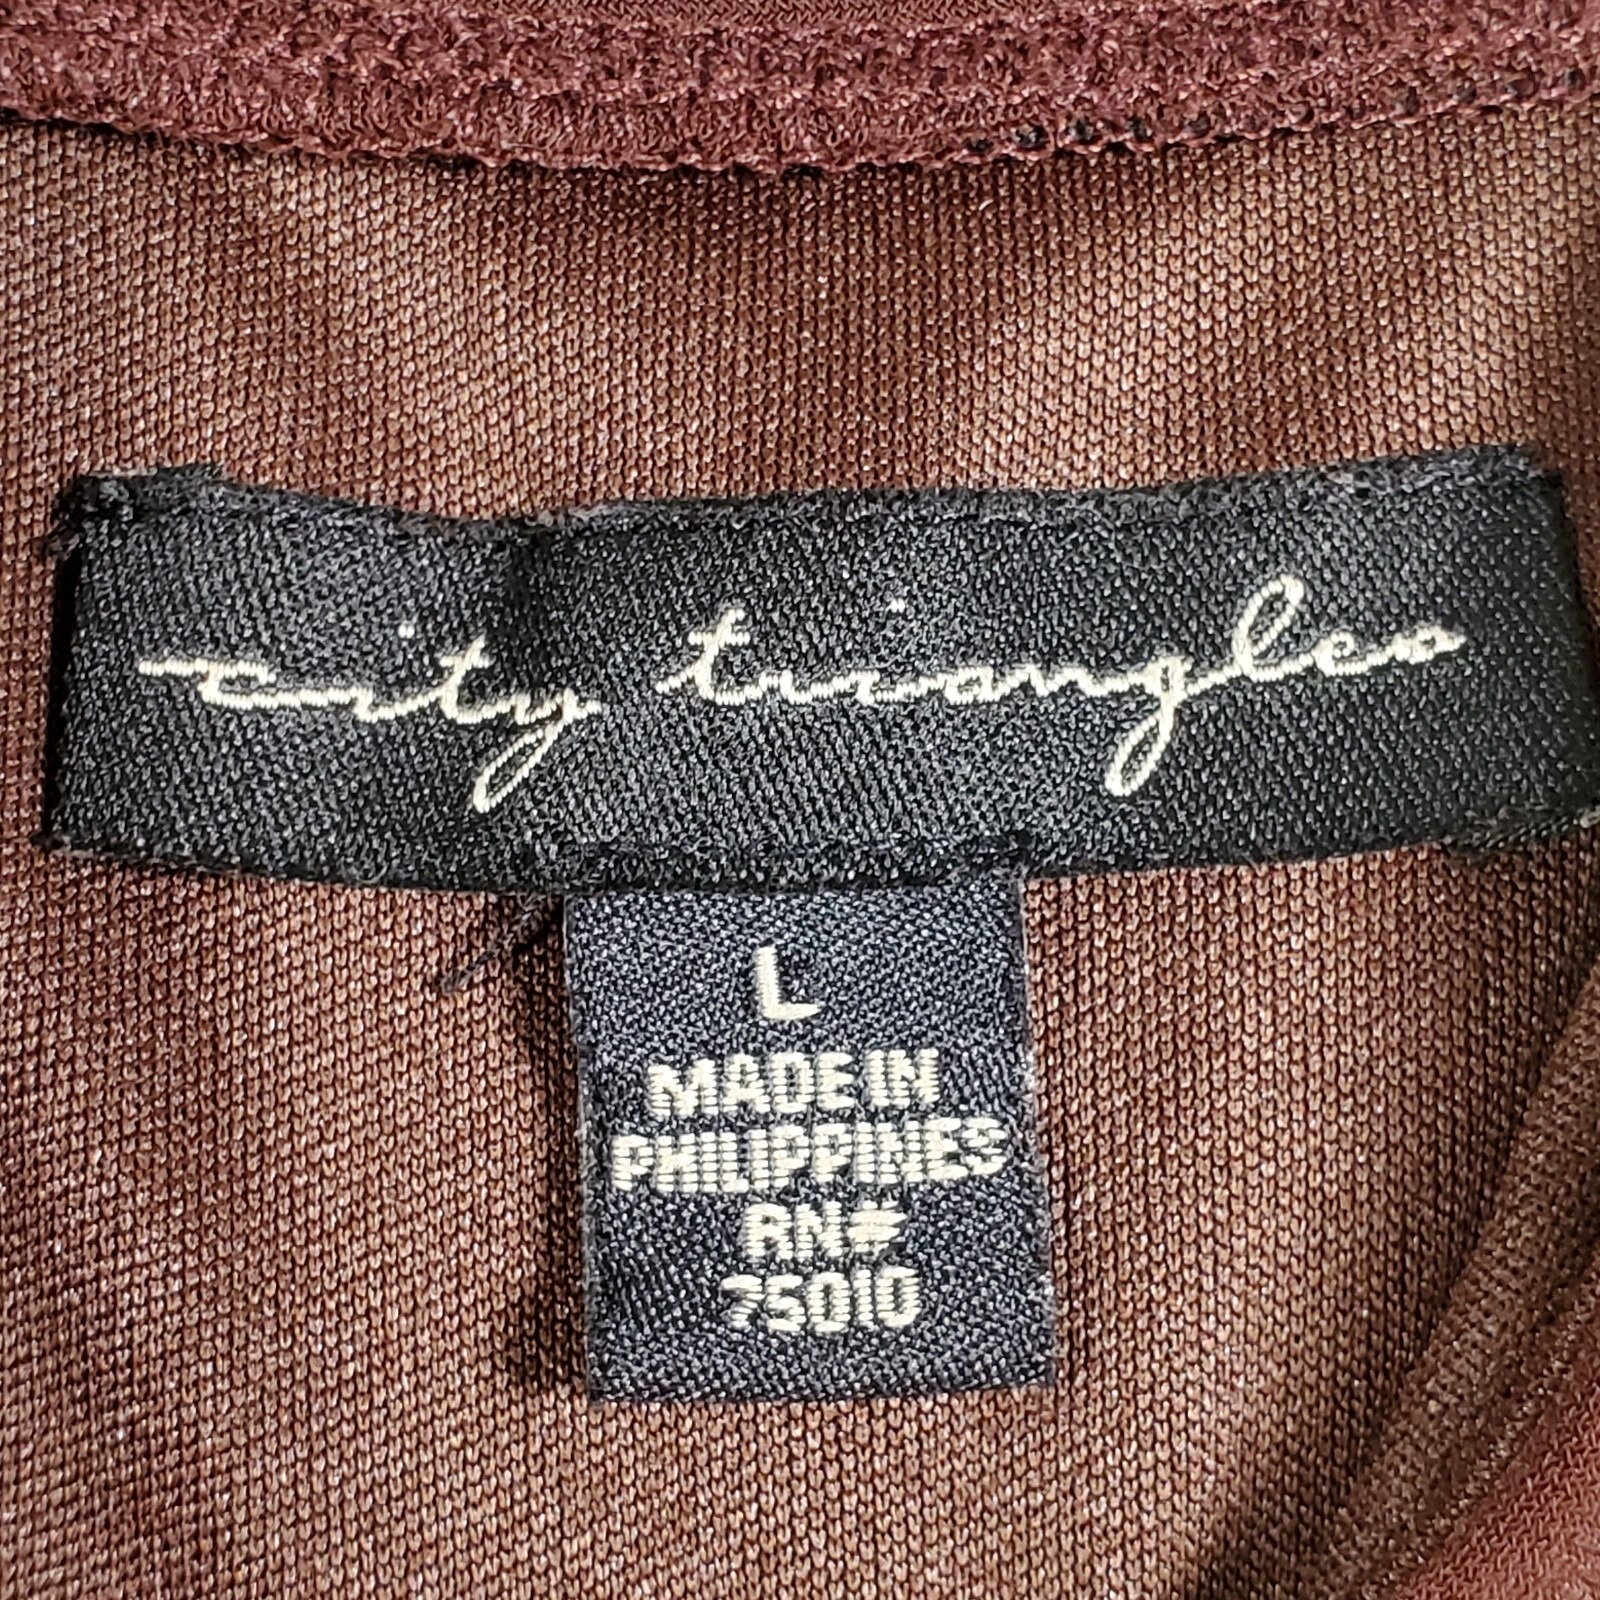 city triangles
L
MADE IN
PHILIPPINES
RN#
75010